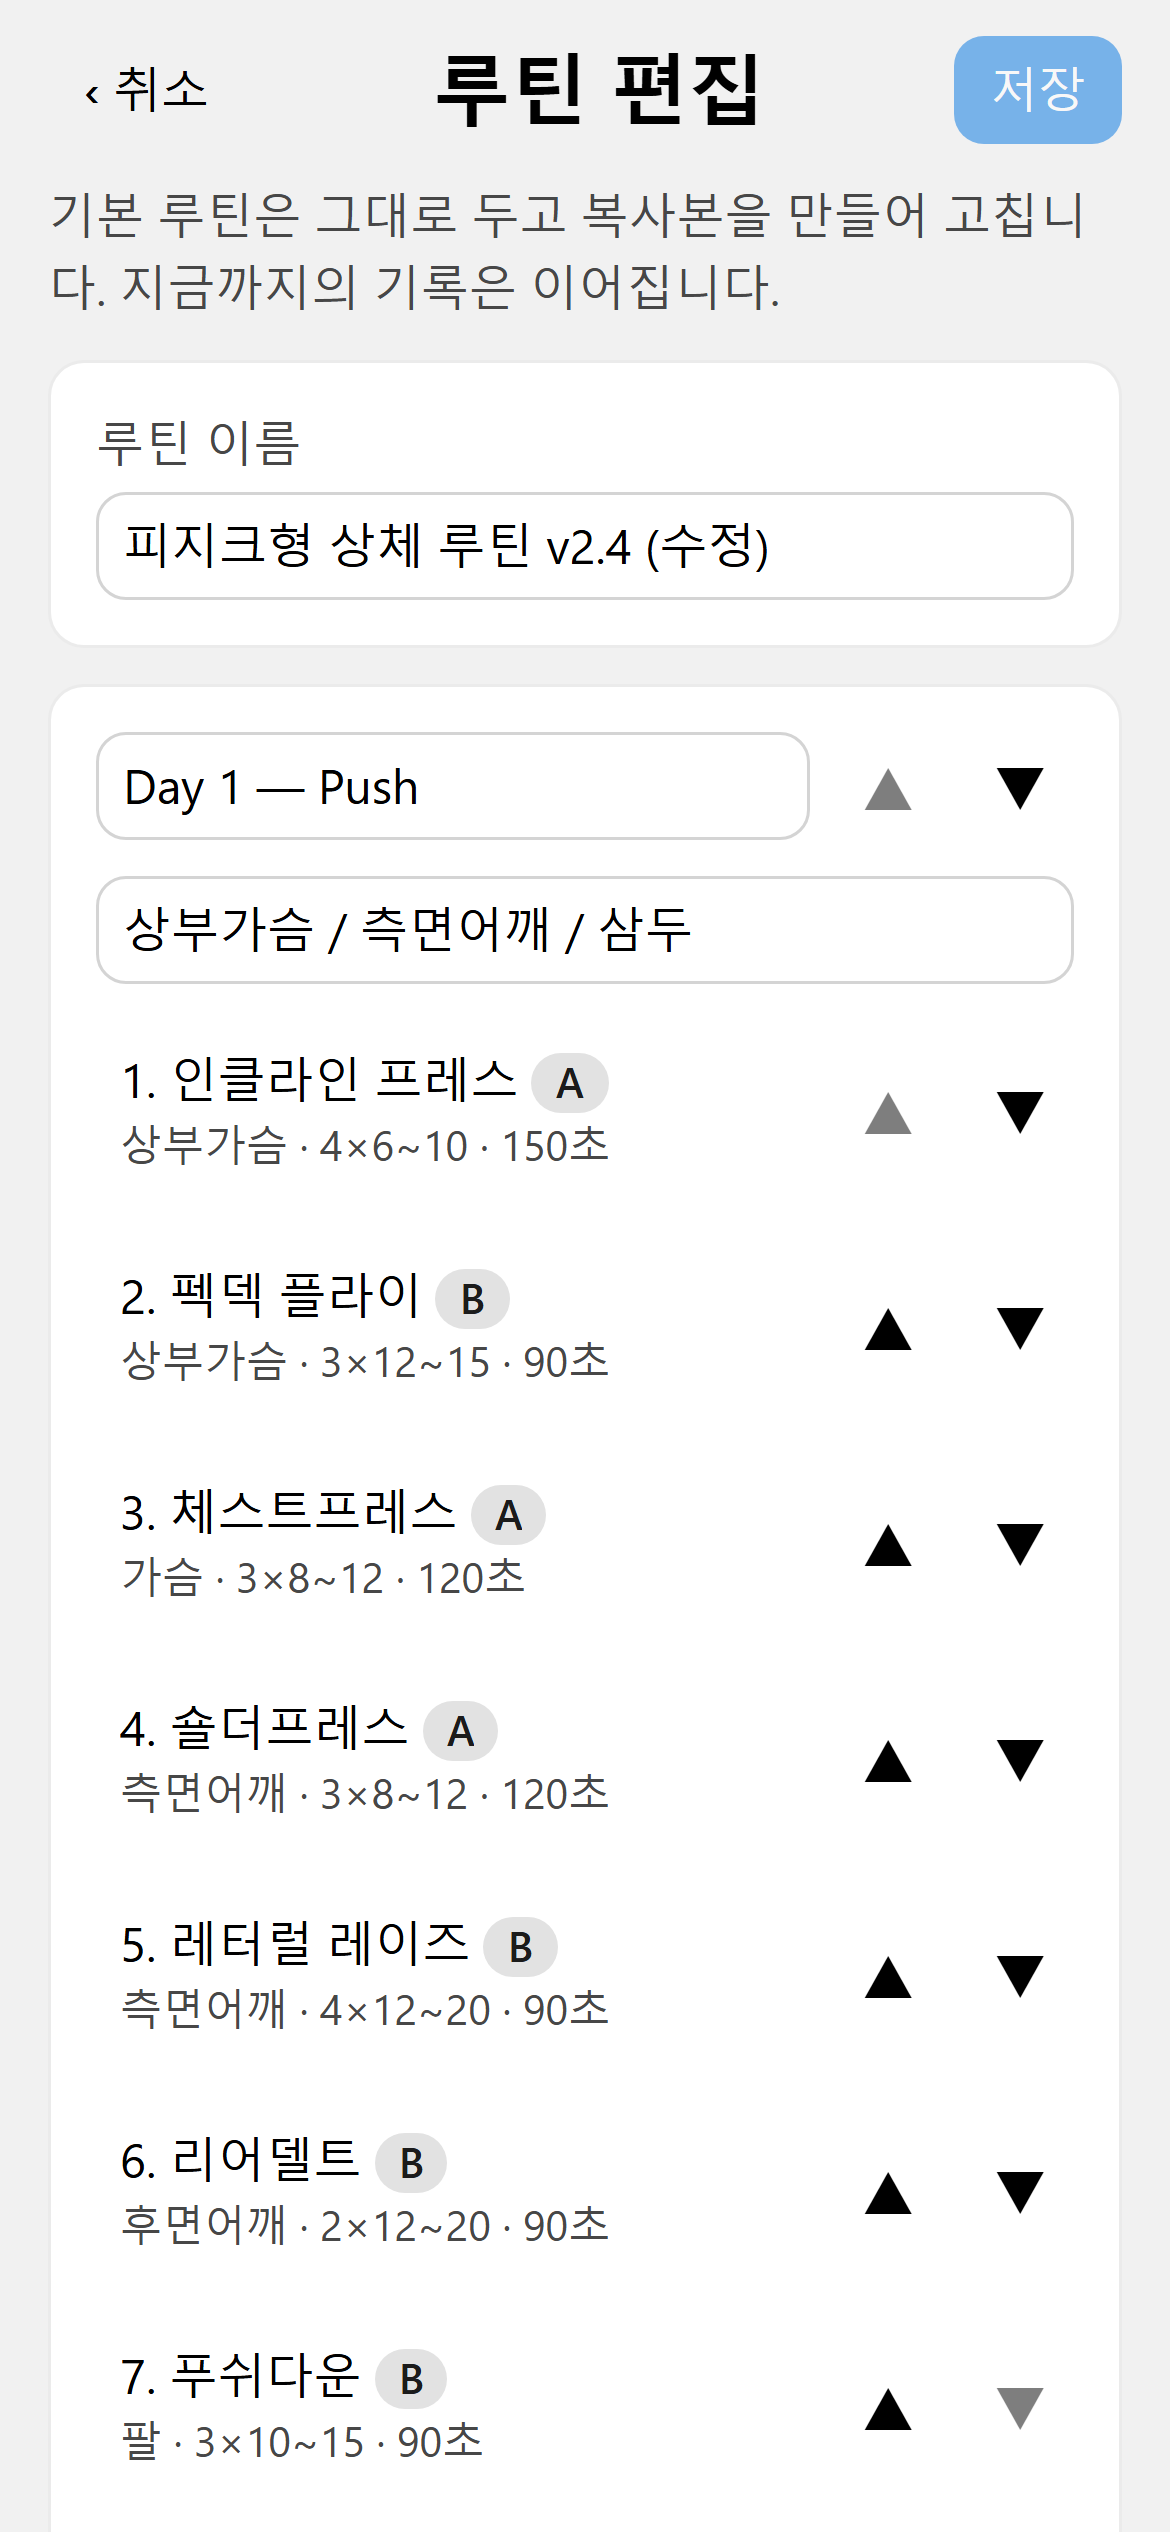 ‹ 취소
루틴 편집
저장
기본 루틴은 그대로 두고 복사본을 만들어 고칩니
다. 지금까지의 기록은 이어집니다.
루틴 이름
피지크형 상체 루틴 v2.4 (수정)
Day 1 — Push
▲ ▼
상부가슴 / 측면어깨 / 삼두
1. 인클라인 프레스 A
상부가슴 · 4×6~10 · 150초
▲ ▼
2. 펙덱 플라이 B
상부가슴 · 3×12~15 · 90초
▲ ▼
3. 체스트프레스 A
가슴 · 3×8~12 · 120초
▲ ▼
4. 숄더프레스 A
측면어깨 · 3×8~12 · 120초
▲ ▼
5. 레터럴 레이즈 B
측면어깨 · 4×12~20 · 90초
▲ ▼
6. 리어델트 B
후면어깨 · 2×12~20 · 90초
▲ ▼
7. 푸쉬다운 B
팔 · 3×10~15 · 90초
▲ ▼